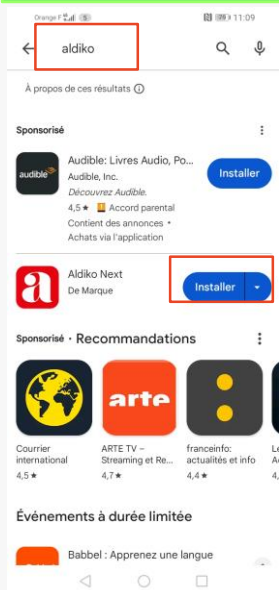 Orange F 11:09
aldiko
À propos de ces résultats
Sponsorisé
audible
Audible: Livres Audio, Po...
Audible, Inc.
Découvrez Audible.
4,5★ Accord parental
Contient des annonces •
Achats via l'application
Installer
a
Aldiko Next
De Marque
Installer
Sponsorisé · Recommandations
arte
Courrier
international
4,5★
ARTE TV –
Streaming et Re...
4,7★
franceinfo:
actualités et info
4,4★
Événements à durée limitée
Babbel : Apprenez une langue